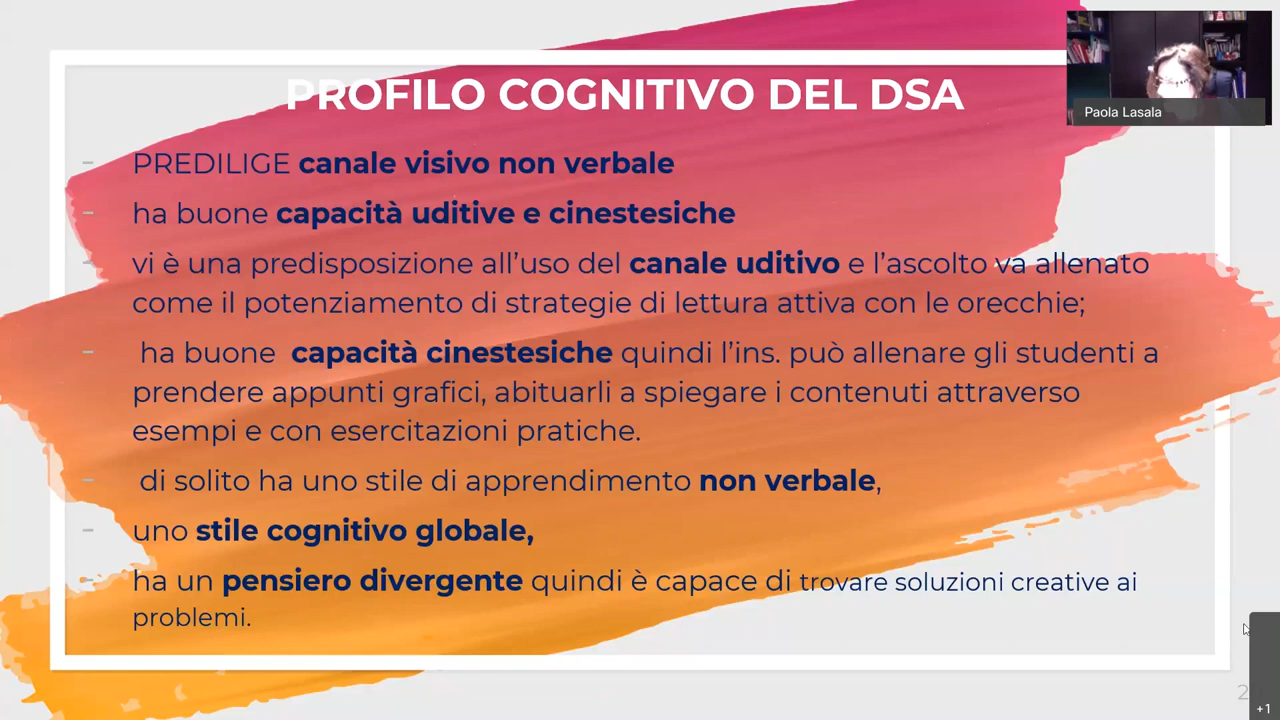 PROFILO COGNITIVO DEL DSA
Paola Lasala
PREDILIGE canale visivo non verbale
ha buone capacità uditive e cinestesiche
vi è una predisposizione all’uso del canale uditivo e l’ascolto va allenato
come il potenziamento di strategie di lettura attiva con le orecchie;
ha buone capacità cinestesiche quindi l’ins. può allenare gli studenti a
prendere appunti grafici, abituarli a spiegare i contenuti attraverso
esempi e con esercitazioni pratiche.
di solito ha uno stile di apprendimento non verbale,
uno stile cognitivo globale,
ha un pensiero divergente quindi è capace di trovare soluzioni creative ai
problemi.
+1